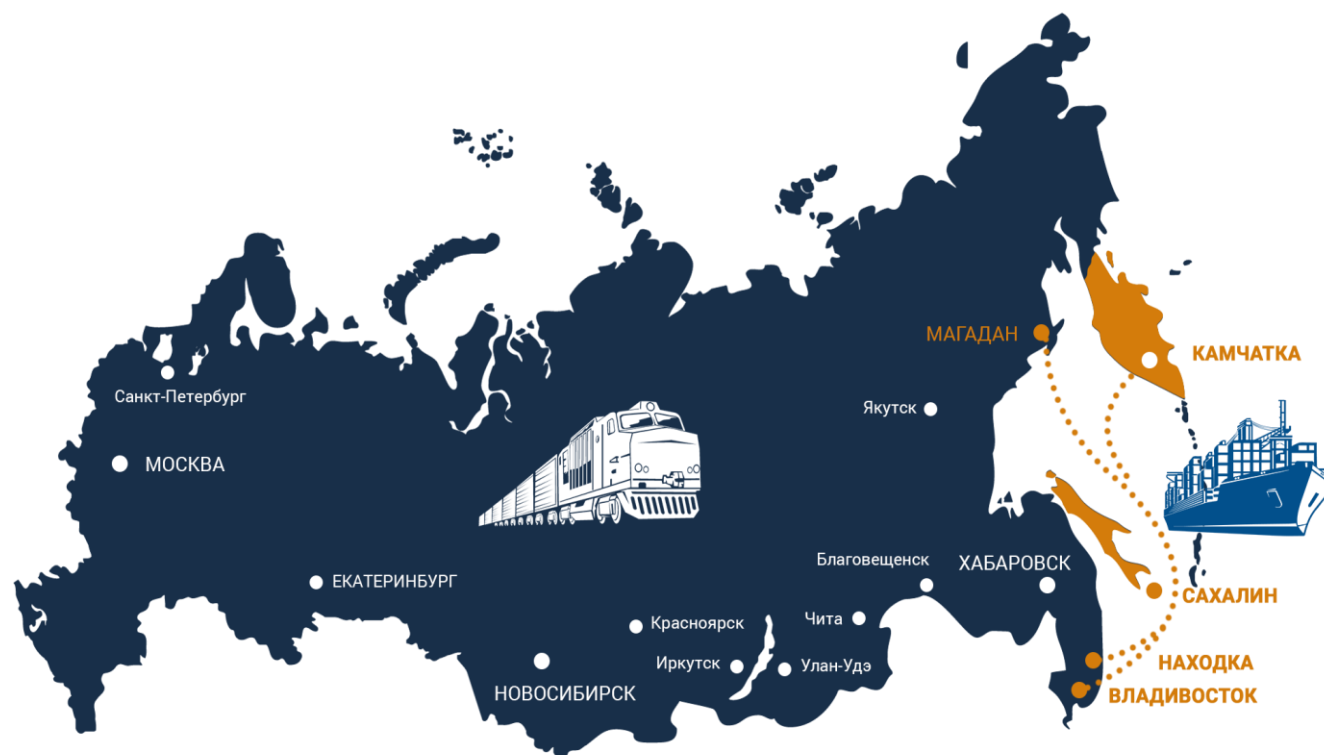 МАГАДАН
КАМЧАТКА
Санкт-Петербург
Якутск
МОСКВА
Благовещенск
ХАБАРОВСК
ЕКАТЕРИНБУРГ
САХАЛИН
Красноярск
Чита
Иркутск
Улан-Удэ
НАХОДКА
НОВОСИБИРСК
ВЛАДИВОСТОК